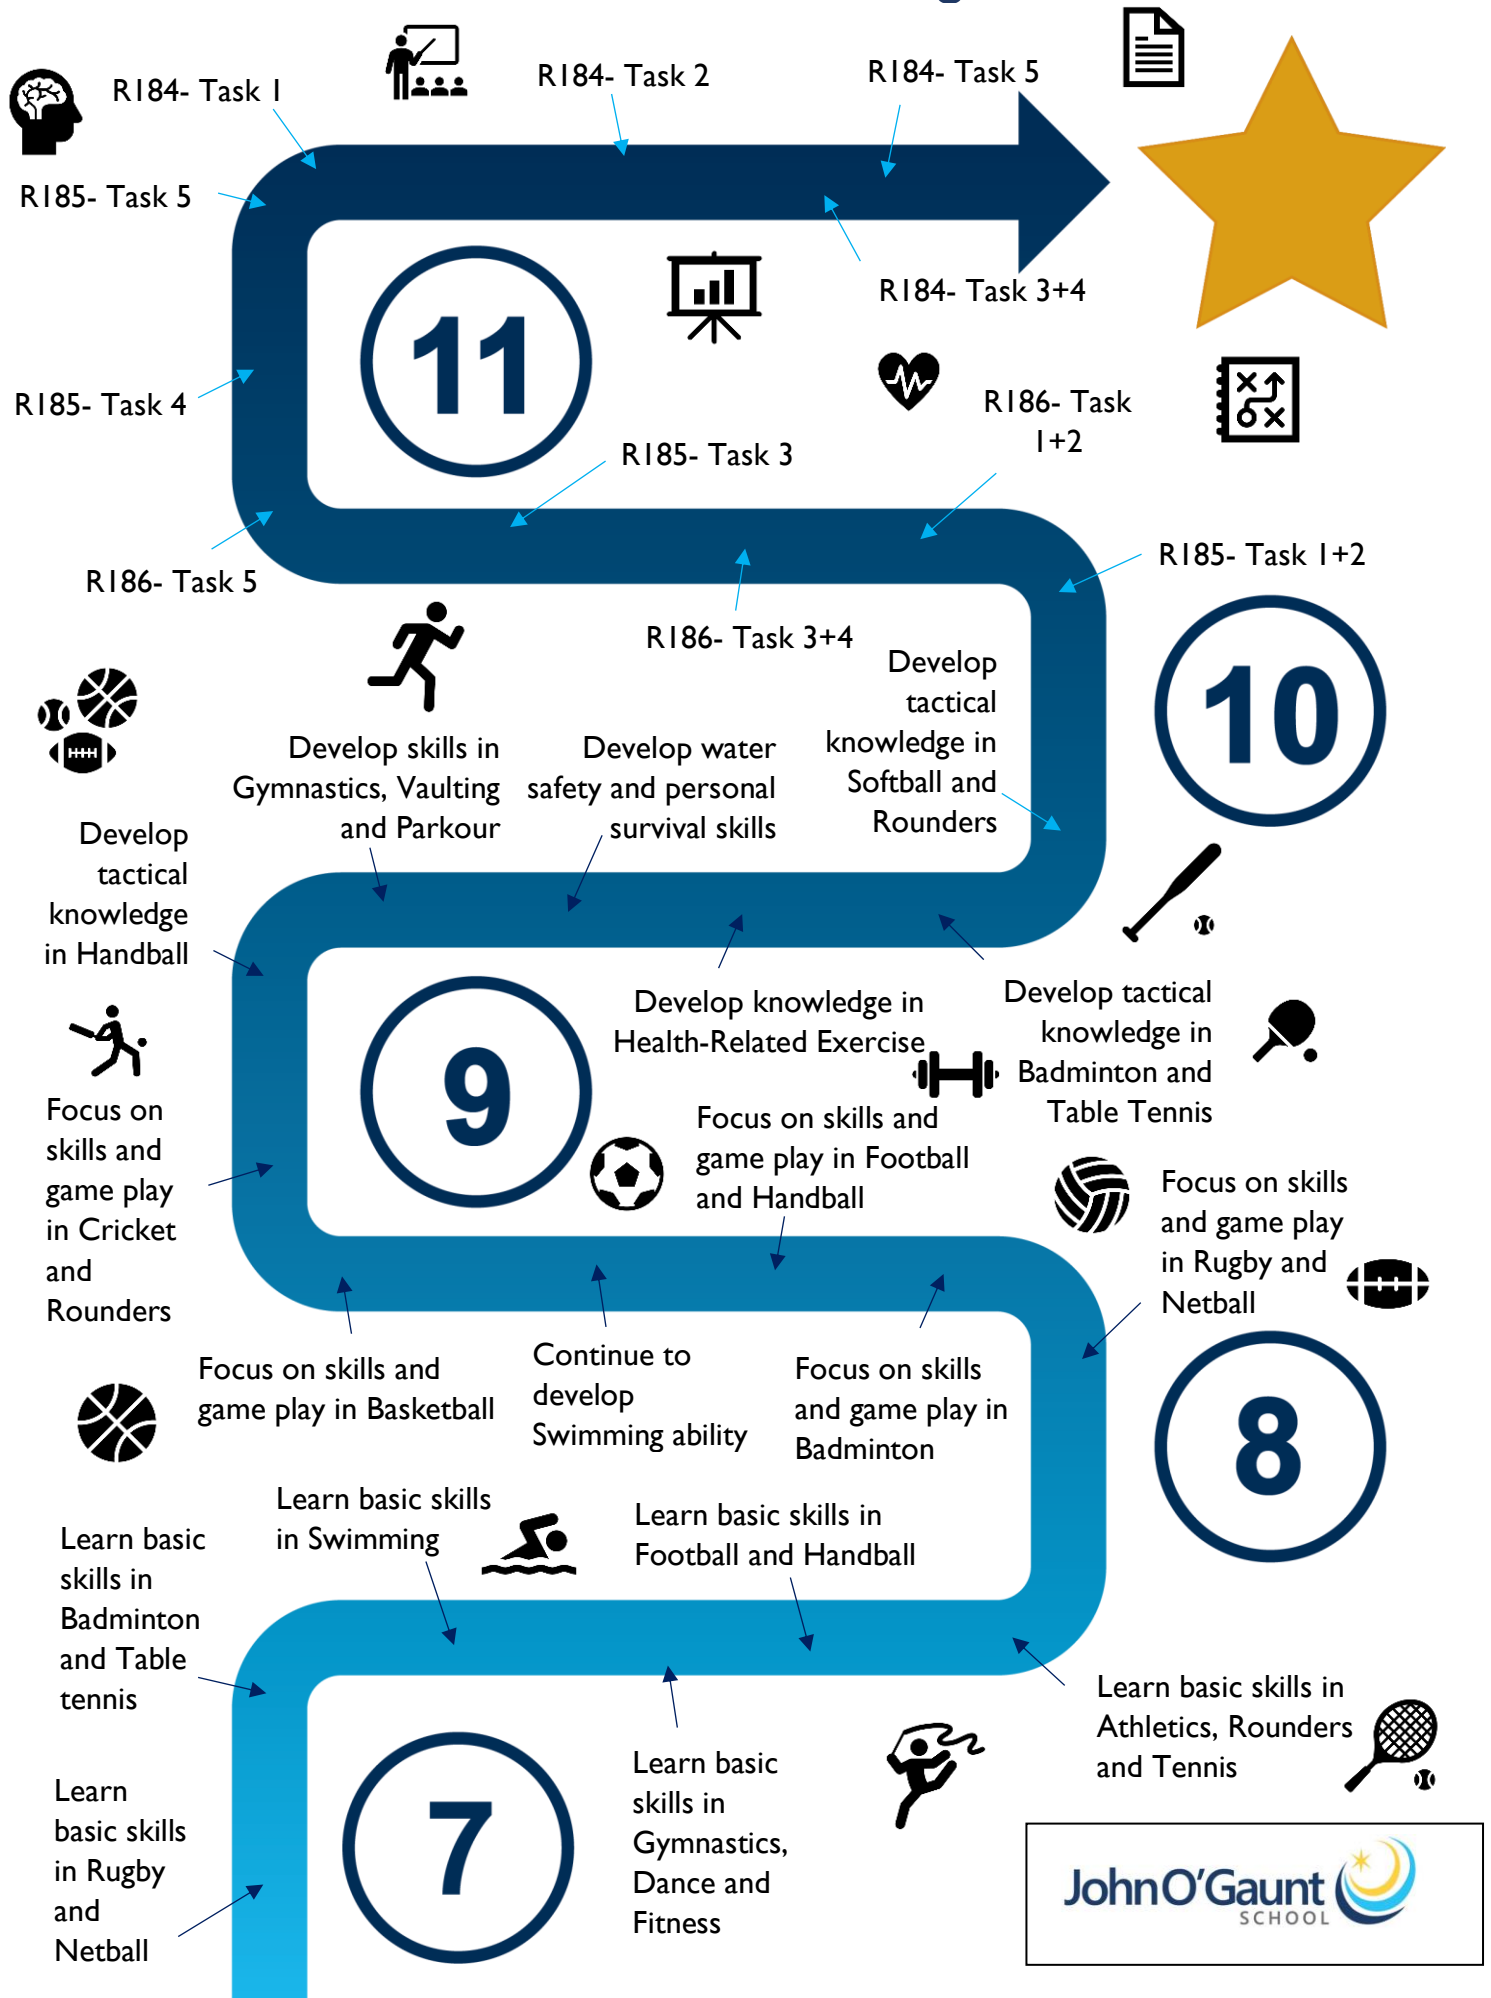 R184- Task 1
R184- Task 2
R184- Task 5
R185- Task 5
R184- Task 3+4
11
R185- Task 4
R186- Task
1+2
R185- Task 3
R185- Task 1+2
R186- Task 5
R186- Task 3+4
10
Develop
tactical
knowledge in
Softball and
Rounders
Develop skills in
Gymnastics, Vaulting
and Parkour
Develop water
safety and personal
survival skills
Develop
tactical
knowledge
in Handball
Develop knowledge in
Health-Related Exercise
Develop tactical
knowledge in
Badminton and
Table Tennis
9
Focus on
skills and
game play
in Cricket
and
Rounders
Focus on skills and
game play in Football
and Handball
Focus on skills
and game play
in Rugby and
Netball
Focus on skills and
game play in Basketball
Continue to
develop
Swimming ability
Focus on skills
and game play in
Badminton
8
Learn basic skills
in Swimming
Learn basic skills in
Football and Handball
Learn basic
skills in
Badminton
and Table
tennis
Learn basic skills in
Athletics, Rounders
and Tennis
7
Learn
basic skills
in Rugby
and
Netball
Learn basic
skills in
Gymnastics,
Dance and
Fitness
John O'Gaunt
SCHOOL